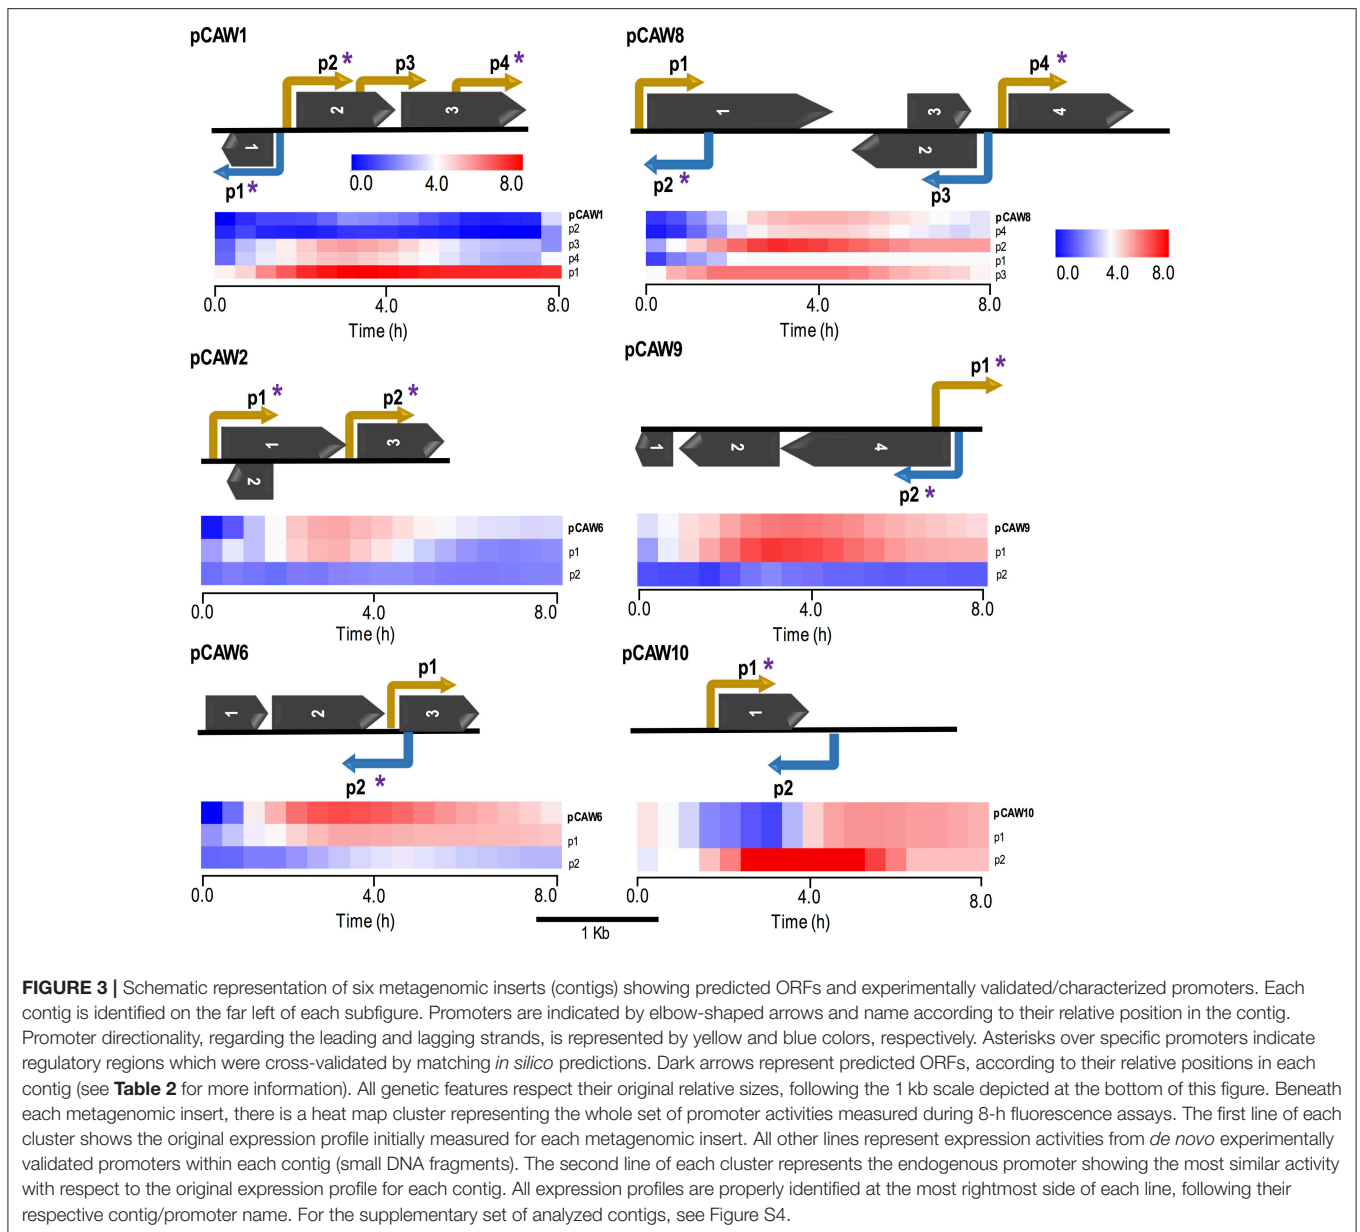 pCAW1
p2 *
p3
p4 *
2
3
1
p1 *
0.0 4.0 8.0
pCAW1
p2
p3
p4
p1
0.0 4.0 8.0
Time (h)
pCAW8
p1
p4 *
1
3
4
2
p2 *
p3
pCAW8
p4
p2
p1
p3
0.0 4.0 8.0
0.0 4.0 8.0
Time (h)
pCAW2
p1 *
p2 *
1
3
2
pCAW6
p1
p2
0.0 4.0 8.0
Time (h)
pCAW9
p1 *
1
2
4
p2 *
pCAW9
p1
p2
0.0 4.0 8.0
Time (h)
pCAW6
p1
1
2
3
p2 *
pCAW6
p1
p2
0.0 4.0 8.0
Time (h)
pCAW10
p1 *
1
p2
pCAW10
p1
p2
0.0 4.0 8.0
Time (h)
1 Kb
FIGURE 3 | Schematic representation of six metagenomic inserts (contigs) showing predicted ORFs and experimentally validated/characterized promoters. Each
contig is identified on the far left of each subfigure. Promoters are indicated by elbow-shaped arrows and name according to their relative position in the contig.
Promoter directionality, regarding the leading and lagging strands, is represented by yellow and blue colors, respectively. Asterisks over specific promoters indicate
regulatory regions which were cross-validated by matching in silico predictions. Dark arrows represent predicted ORFs, according to their relative positions in each
contig (see Table 2 for more information). All genetic features respect their original relative sizes, following the 1 kb scale depicted at the bottom of this figure. Beneath
each metagenomic insert, there is a heat map cluster representing the whole set of promoter activities measured during 8-h fluorescence assays. The first line of each
cluster shows the original expression profile initially measured for each metagenomic insert. All other lines represent expression activities from de novo experimentally
validated promoters within each contig (small DNA fragments). The second line of each cluster represents the endogenous promoter showing the most similar activity
with respect to the original expression profile for each contig. All expression profiles are properly identified at the most rightmost side of each line, following their
respective contig/promoter name. For the supplementary set of analyzed contigs, see Figure S4.